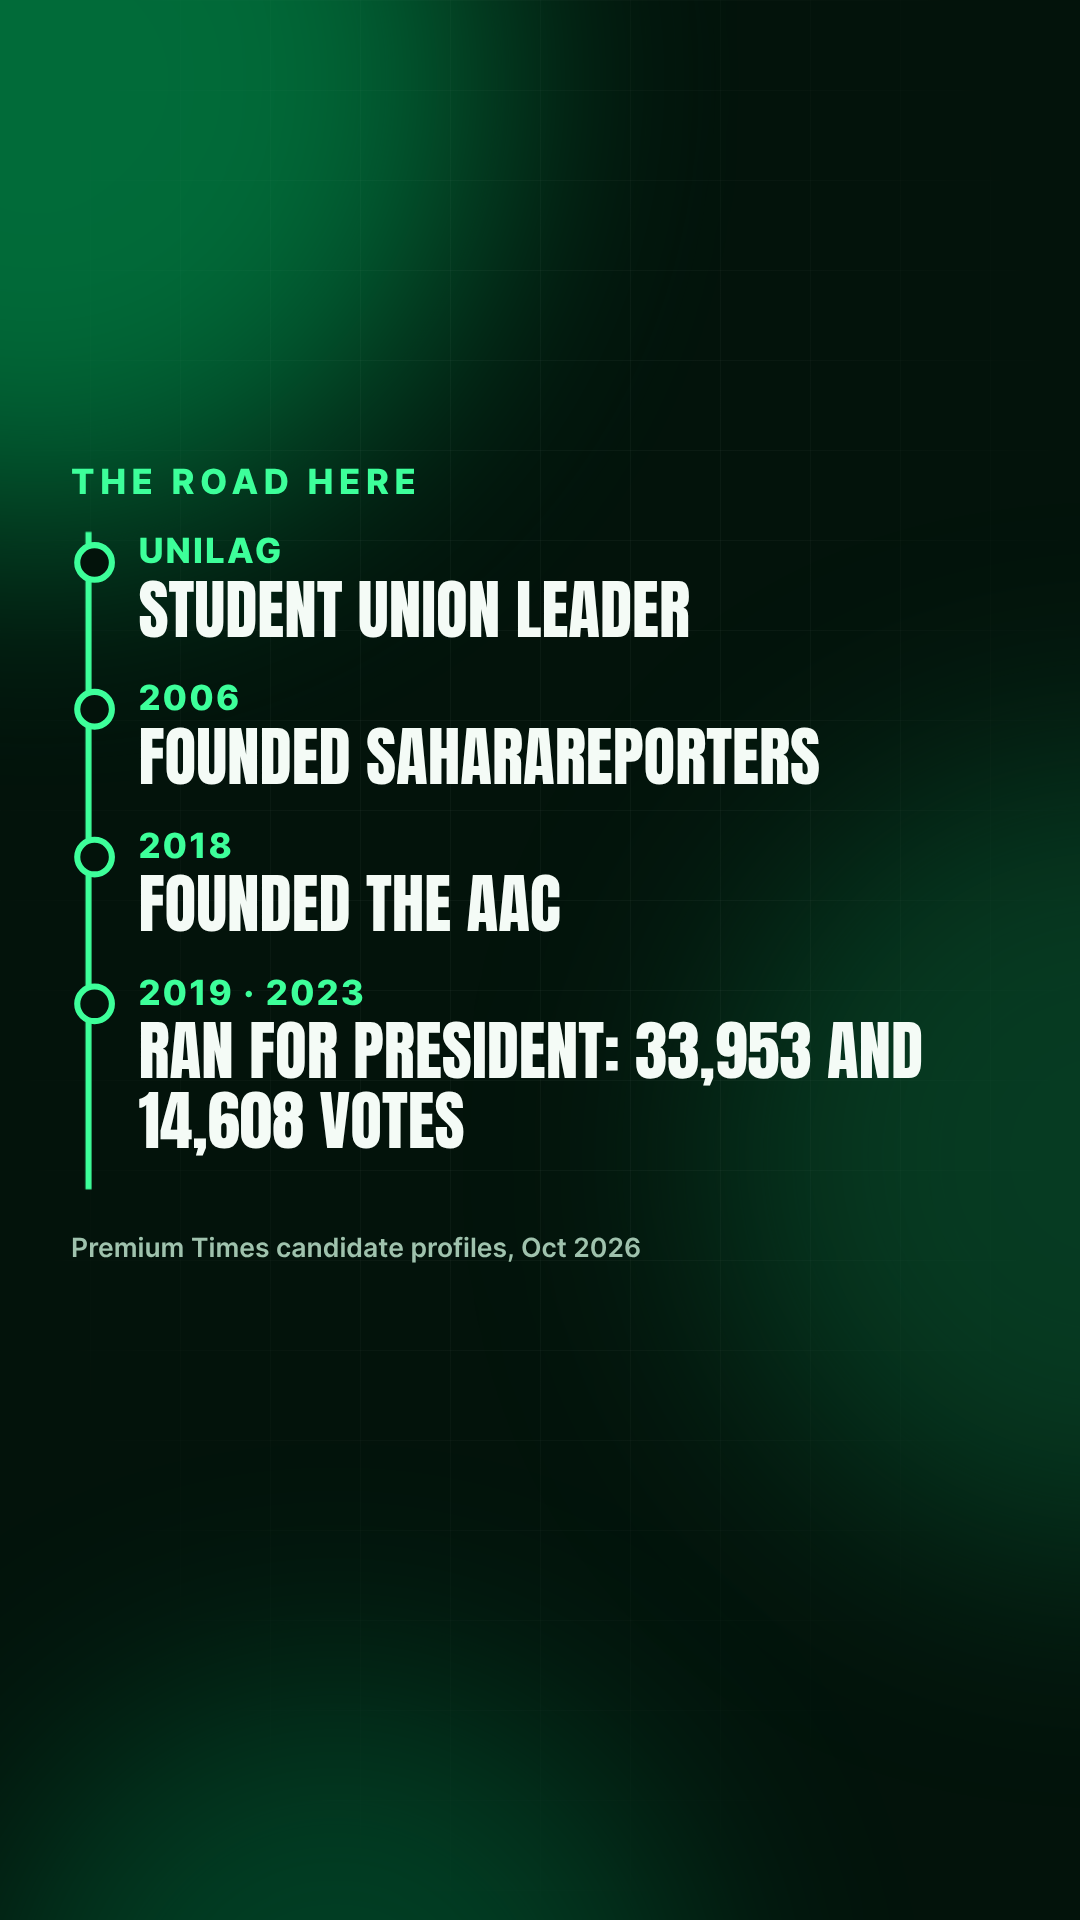 THE ROAD HERE
UNILAG
STUDENT UNION LEADER
2006
FOUNDED SAHARAREPORTERS
2018
FOUNDED THE AAC
2019 · 2023
RAN FOR PRESIDENT: 33,953 AND
14,608 VOTES
Premium Times candidate profiles, Oct 2026